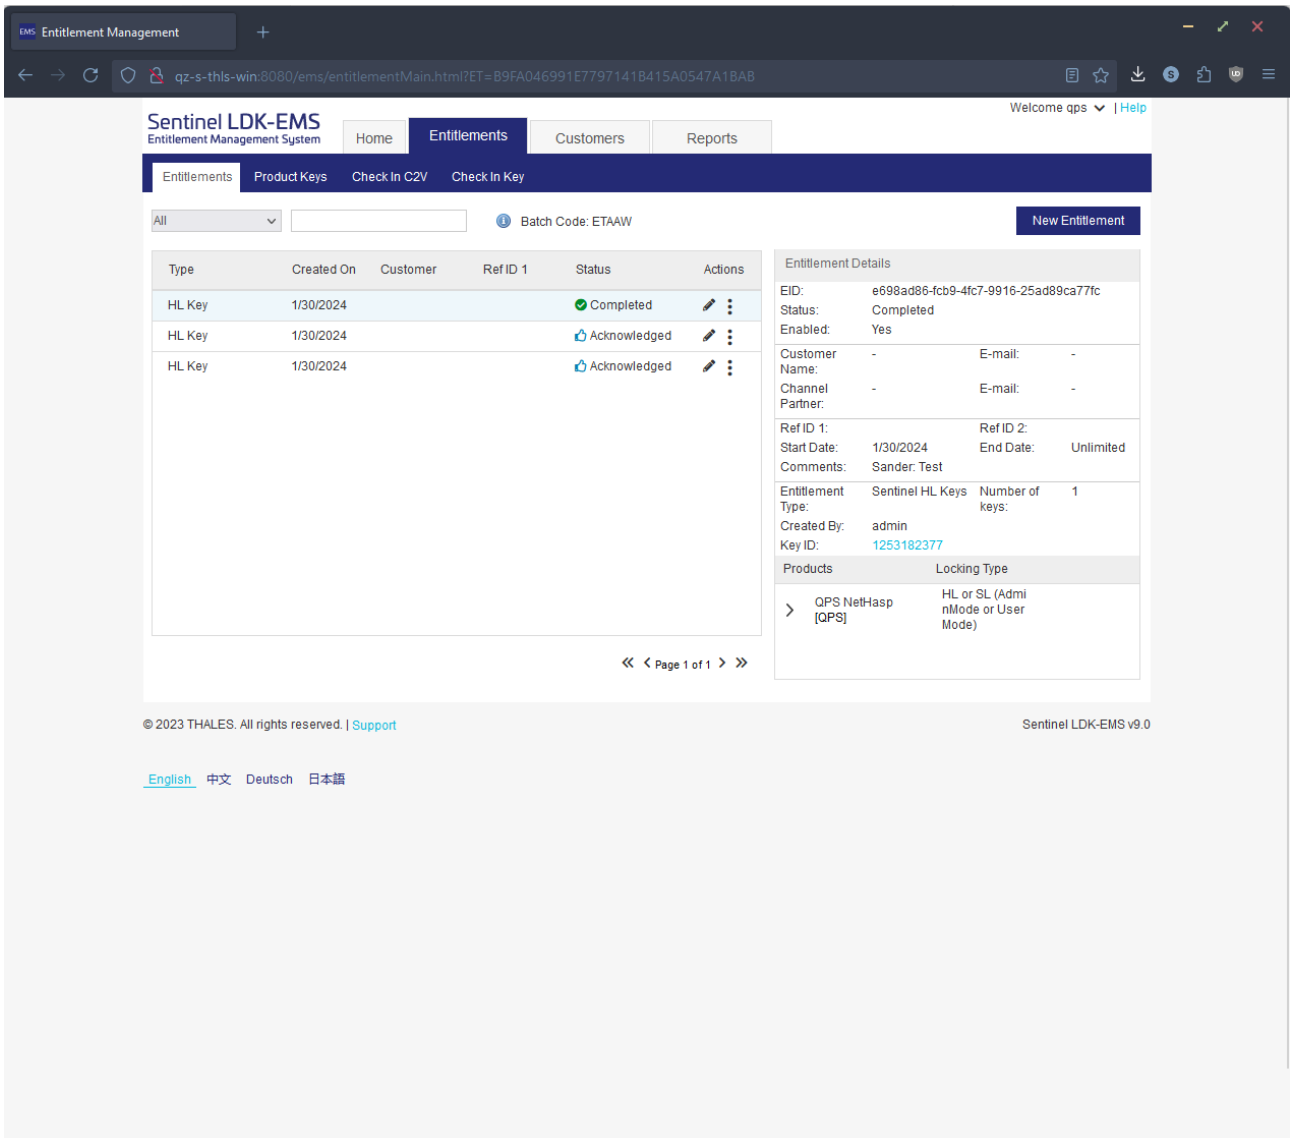 EMS Entitlement Management
qz-s-thls-win:8080/ems/entitlementMain.html?ET=B9FA046991E7797141B415A0547A1BAB
Welcome qps | Help
Sentinel LDK-EMS
Entitlement Management System
Home Entitlements Customers Reports
Entitlements Product Keys Check In C2V Check In Key
All Batch Code: ETAAW New Entitlement
Type Created On Customer Ref ID 1 Status Actions
HL Key 1/30/2024 Completed
HL Key 1/30/2024 Acknowledged
HL Key 1/30/2024 Acknowledged
Page 1 of 1
Entitlement Details
EID: e698ad86-fcb9-4fc7-9916-25ad89ca77fc
Status: Completed
Enabled: Yes
Customer Name: - E-mail: -
Channel Partner: - E-mail: -
Ref ID 1: Ref ID 2:
Start Date: 1/30/2024 End Date: Unlimited
Comments: Sander: Test
Entitlement Type: Sentinel HL Keys Number of keys: 1
Created By: admin
Key ID: 1253182377
Products Locking Type
QPS NetHasp [QPS] HL or SL (Admi
nMode or User
Mode)
© 2023 THALES. All rights reserved. | Support Sentinel LDK-EMS v9.0
English 中文 Deutsch 日本語